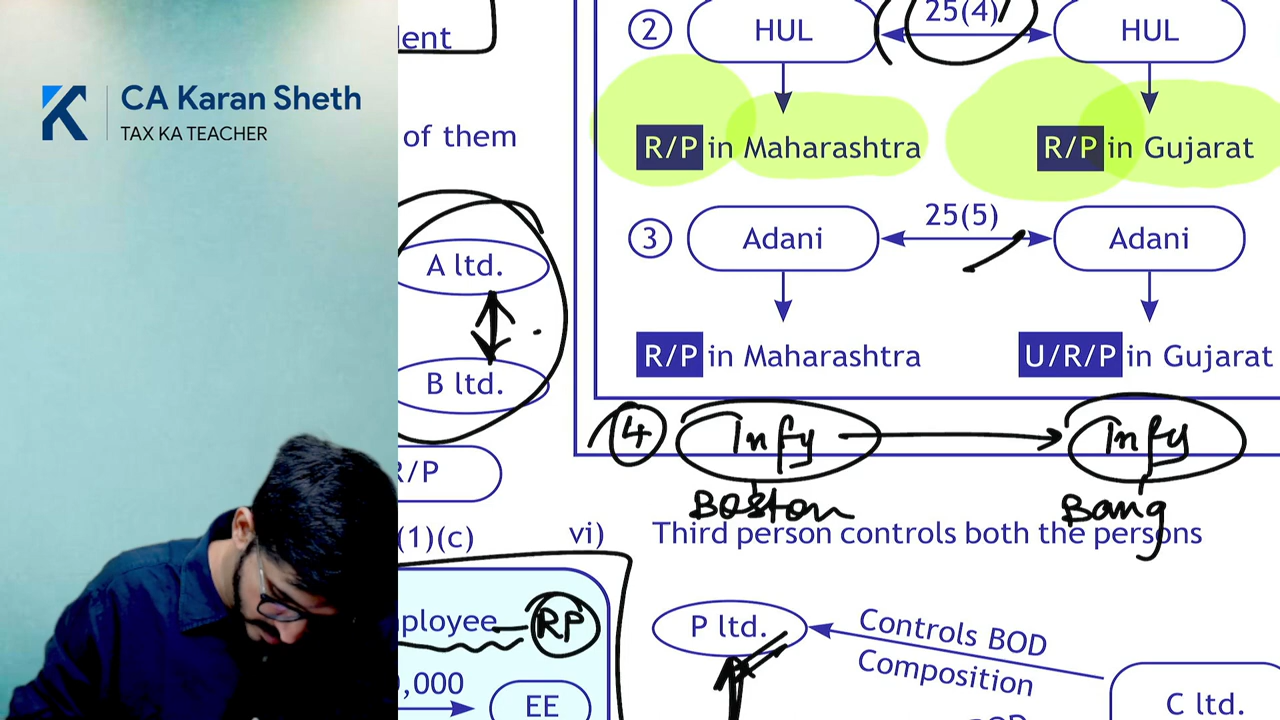 CA Karan Sheth
TAX KA TEACHER
dent
of them
A ltd.
B ltd.
R/P
(1)(c)
ployee RP
0,000
EE
2 HUL 25(4) HUL
R/P in Maharashtra R/P in Gujarat
3 Adani 25(5) Adani
R/P in Maharashtra U/R/P in Gujarat
4 Infy Infy
Boston Bang
vi) Third person controls both the persons
P ltd. Controls BOD
Composition
C ltd.